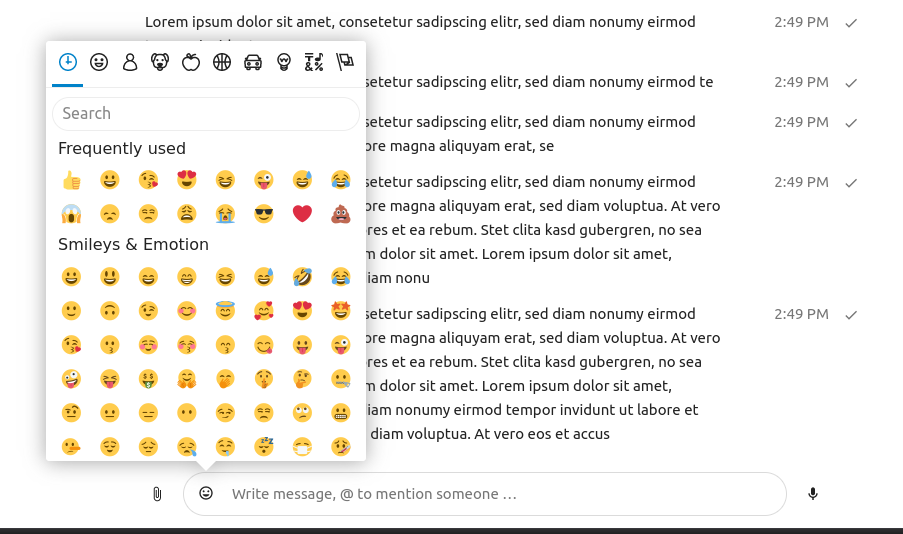 Lorem ipsum dolor sit amet, consetetur sadipscing elitr, sed diam nonumy eirmod 2:49 PM
Search
Frequently used
Smileys & Emotion
setetur sadipscing elitr, sed diam nonumy eirmod te 2:49 PM
setetur sadipscing elitr, sed diam nonumy eirmod 2:49 PM
ore magna aliquyam erat, se
setetur sadipscing elitr, sed diam nonumy eirmod 2:49 PM
ore magna aliquyam erat, sed diam voluptua. At vero
res et ea rebum. Stet clita kasd gubergren, no sea
m dolor sit amet. Lorem ipsum dolor sit amet,
iam nonu
setetur sadipscing elitr, sed diam nonumy eirmod 2:49 PM
ore magna aliquyam erat, sed diam voluptua. At vero
res et ea rebum. Stet clita kasd gubergren, no sea
m dolor sit amet. Lorem ipsum dolor sit amet,
iam nonumy eirmod tempor invidunt ut labore et
diam voluptua. At vero eos et accus
Write message, @ to mention someone …